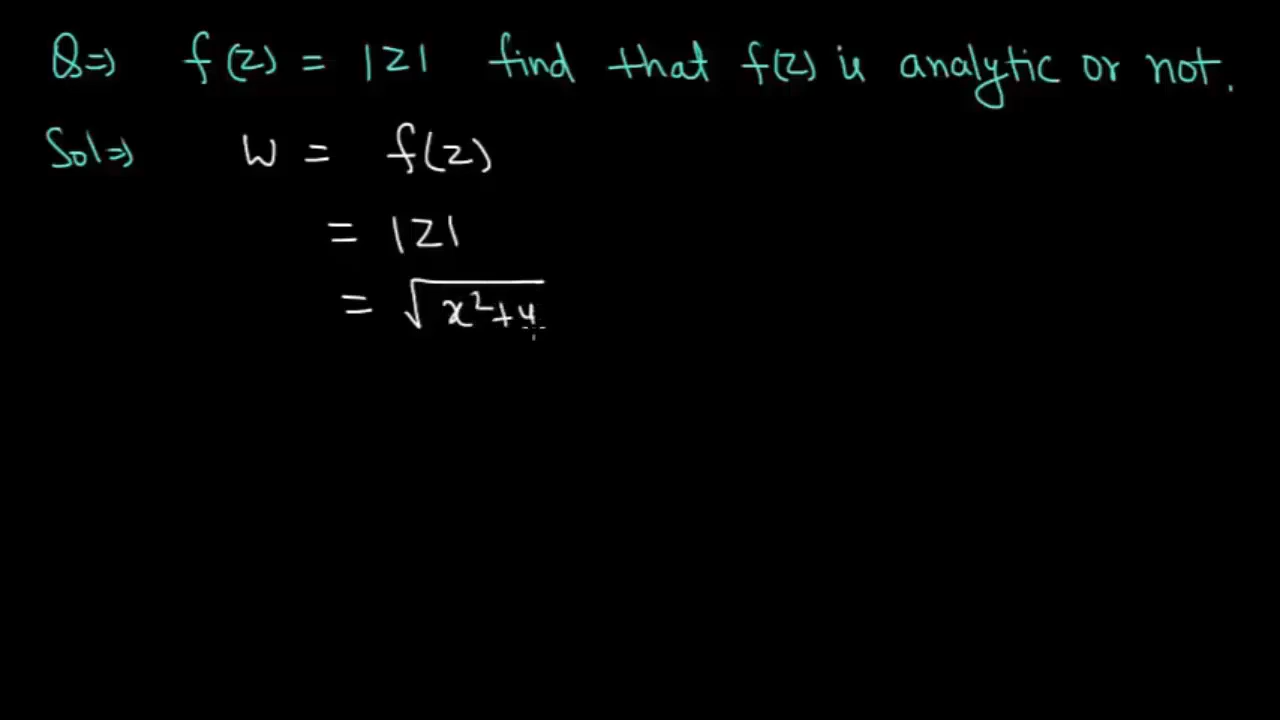 Q⇒ f(z) = |z| find that f(z) is analytic or not.
Sol⇒ W = f(z)
= |z|
= √x²+y